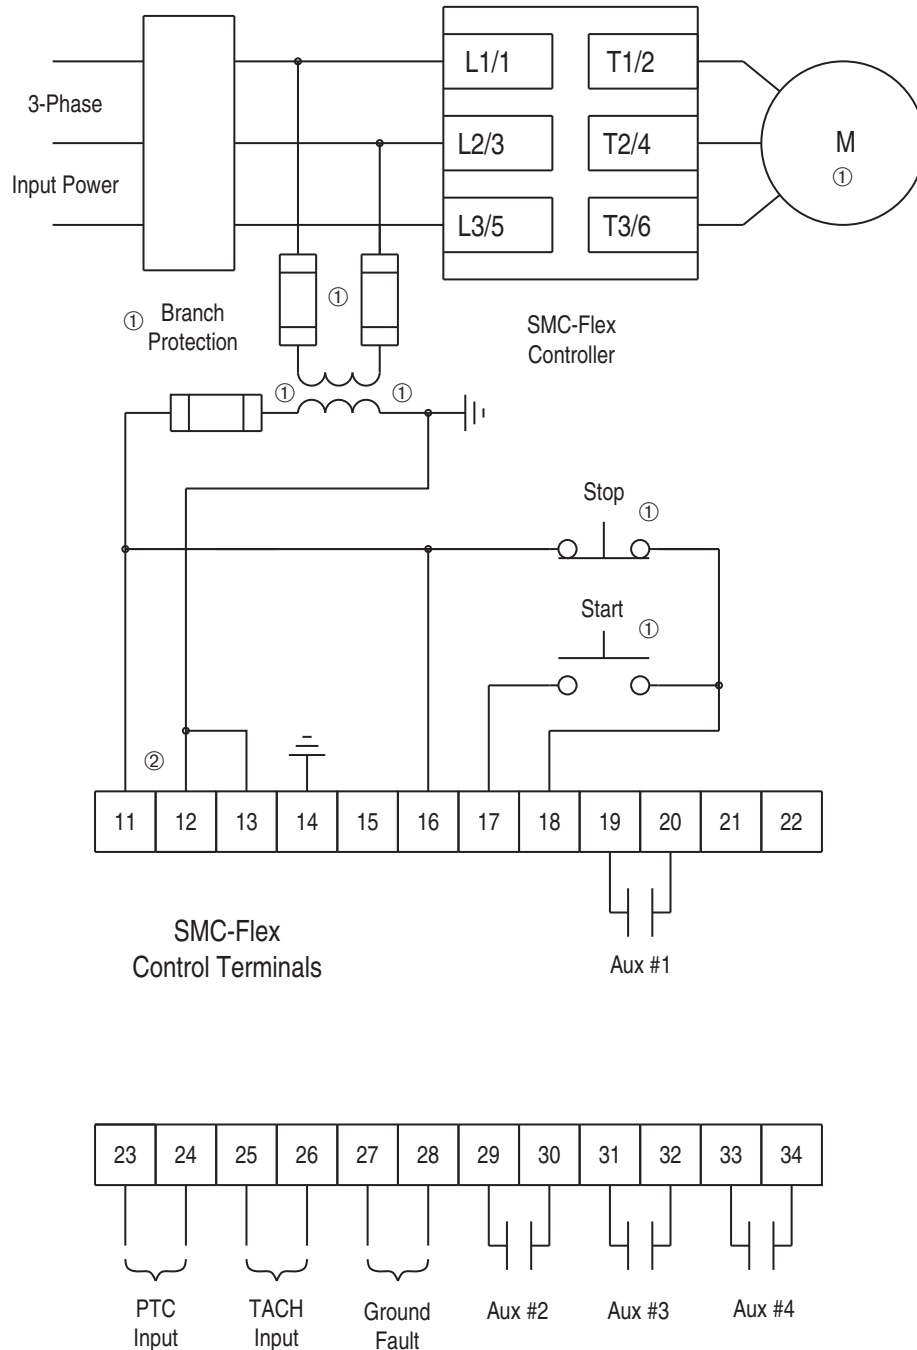 3-Phase
Input Power
L1/1
T1/2
L2/3
T2/4
L3/5
T3/6
M
①
① Branch
Protection
①
SMC-Flex
Controller
①
①
Stop
①
Start
①
②
11 12 13 14 15 16 17 18 19 20 21 22
SMC-Flex
Control Terminals
Aux #1
23 24 25 26 27 28 29 30 31 32 33 34
PTC
Input
TACH
Input
Ground
Fault
Aux #2
Aux #3
Aux #4